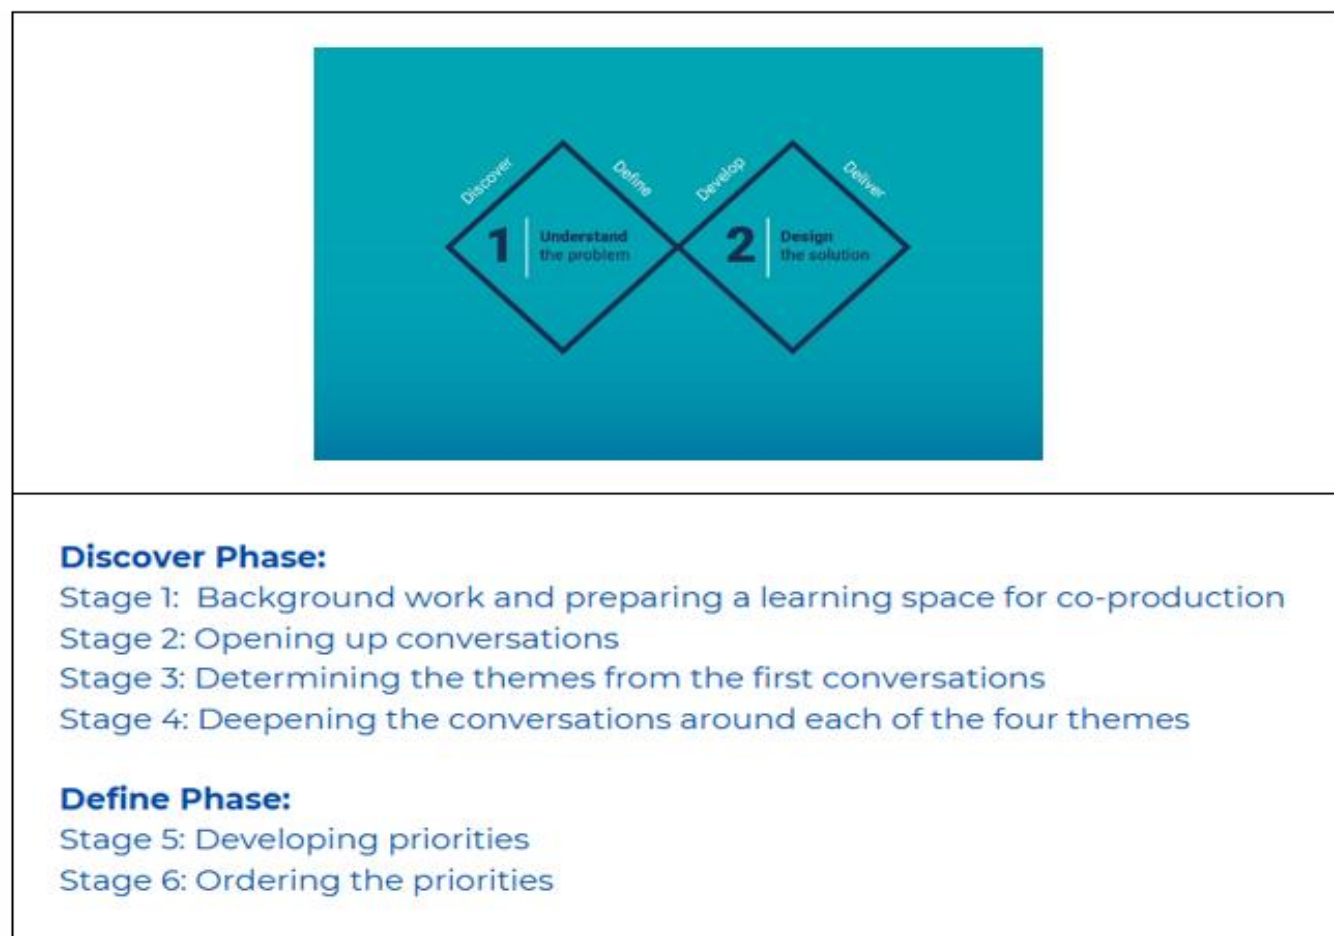 Discover
Define
Develop
Deliver
1
Understand
the problem
2
Design
the solution
Discover Phase:
Stage 1:  Background work and preparing a learning space for co-production
Stage 2: Opening up conversations
Stage 3: Determining the themes from the first conversations
Stage 4: Deepening the conversations around each of the four themes
Define Phase:
Stage 5: Developing priorities
Stage 6: Ordering the priorities